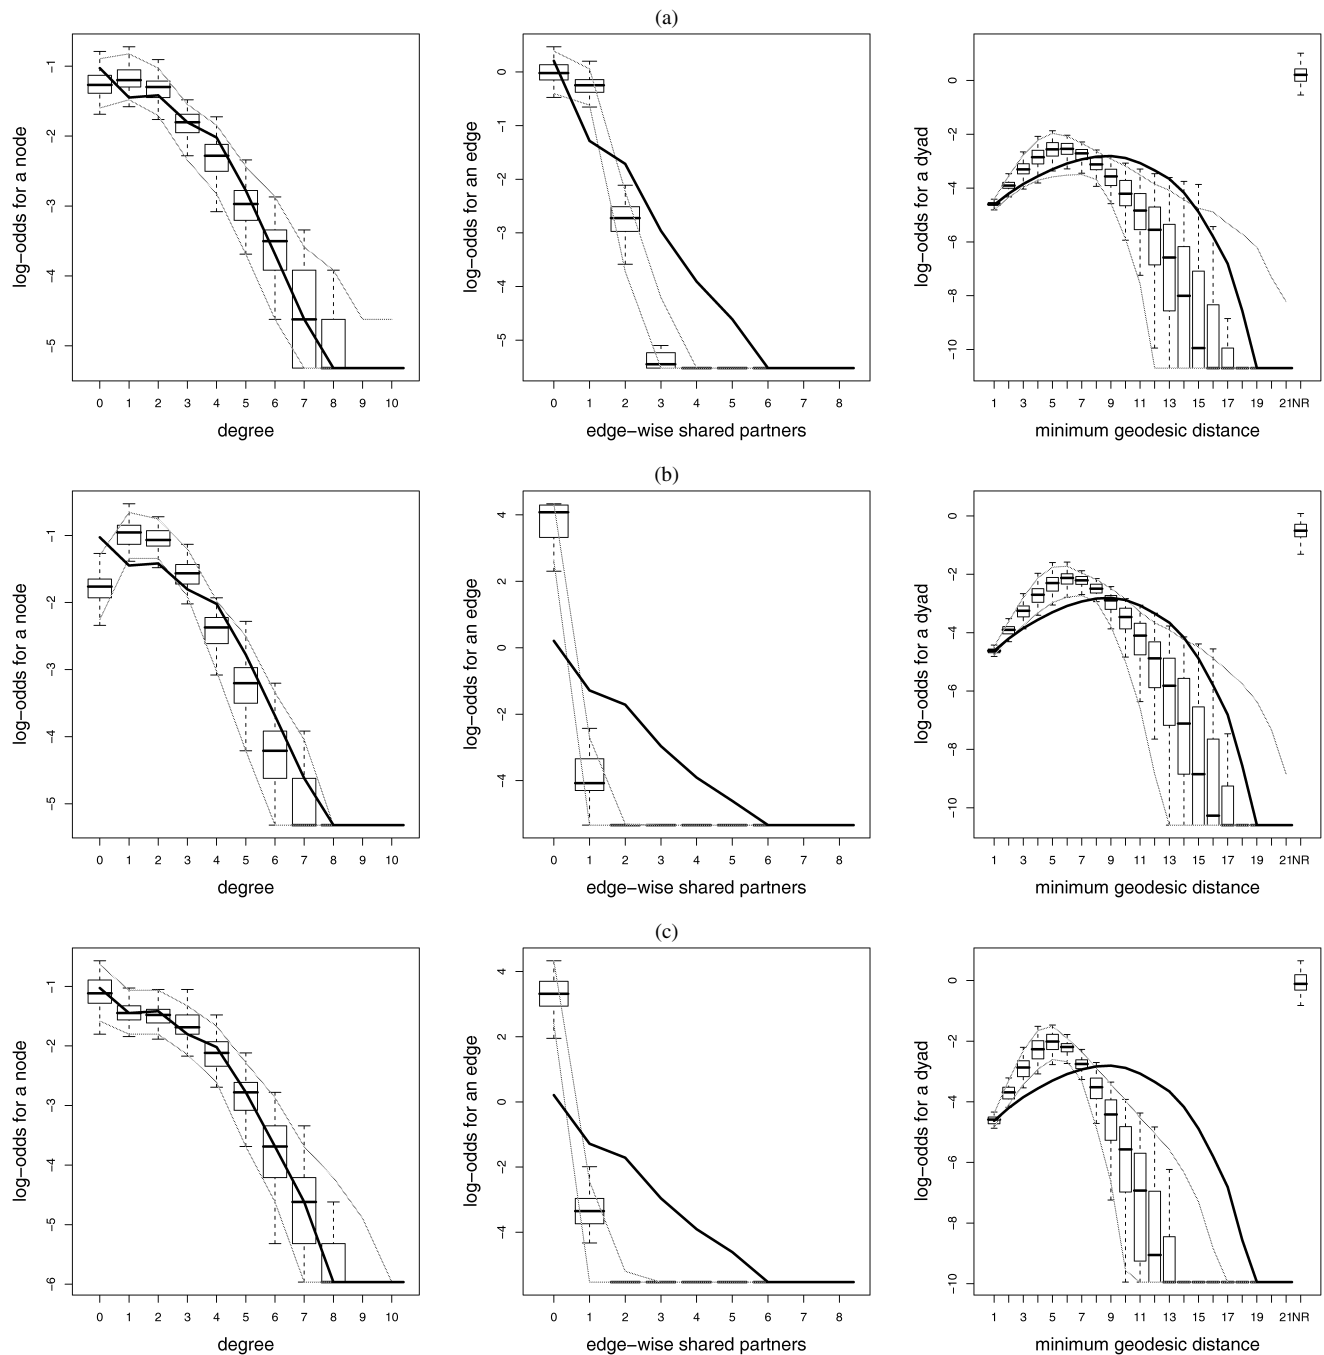 (a)
log−odds for a node
−1
−2
−3
−4
−5
0 1 2 3 4 5 6 7 8 9 10
degree
log−odds for an edge
0
−1
−2
−3
−4
−5
0 1 2 3 4 5 6 7 8
edge−wise shared partners
log−odds for a dyad
0
−2
−4
−6
−8
−10
1 3 5 7 9 11 13 15 17 19 21NR
minimum geodesic distance
(b)
log−odds for a node
−1
−2
−3
−4
−5
0 1 2 3 4 5 6 7 8 9 10
degree
log−odds for an edge
4
2
0
−2
−4
0 1 2 3 4 5 6 7 8
edge−wise shared partners
log−odds for a dyad
0
−2
−4
−6
−8
−10
1 3 5 7 9 11 13 15 17 19 21NR
minimum geodesic distance
(c)
log−odds for a node
−1
−2
−3
−4
−5
−6
0 1 2 3 4 5 6 7 8 9 10
degree
log−odds for an edge
4
2
0
−2
−4
0 1 2 3 4 5 6 7 8
edge−wise shared partners
log−odds for a dyad
0
−2
−4
−6
−8
−10
1 3 5 7 9 11 13 15 17 19 21NR
minimum geodesic distance